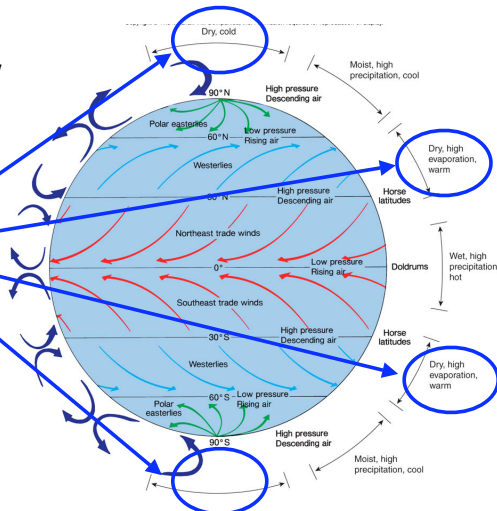 Dry, cold
Moist, high
precipitation, cool
90°N
High pressure
Descending air
Polar easterlies
60°N
Low pressure
Rising air
Dry, high
evaporation,
warm
Westerlies
High pressure
Descending air
Horse
latitudes
Northeast trade winds
Low pressure
Rising air
0°
Doldrums
Wet, high
precipitation
hot
Southeast trade winds
30°S
High pressure
Descending air
Horse
latitudes
Westerlies
Dry, high
evaporation,
warm
Polar
easterlies
60°S
Low pressure
Rising air
90°S
High pressure
Descending air
Moist, high
precipitation, cool